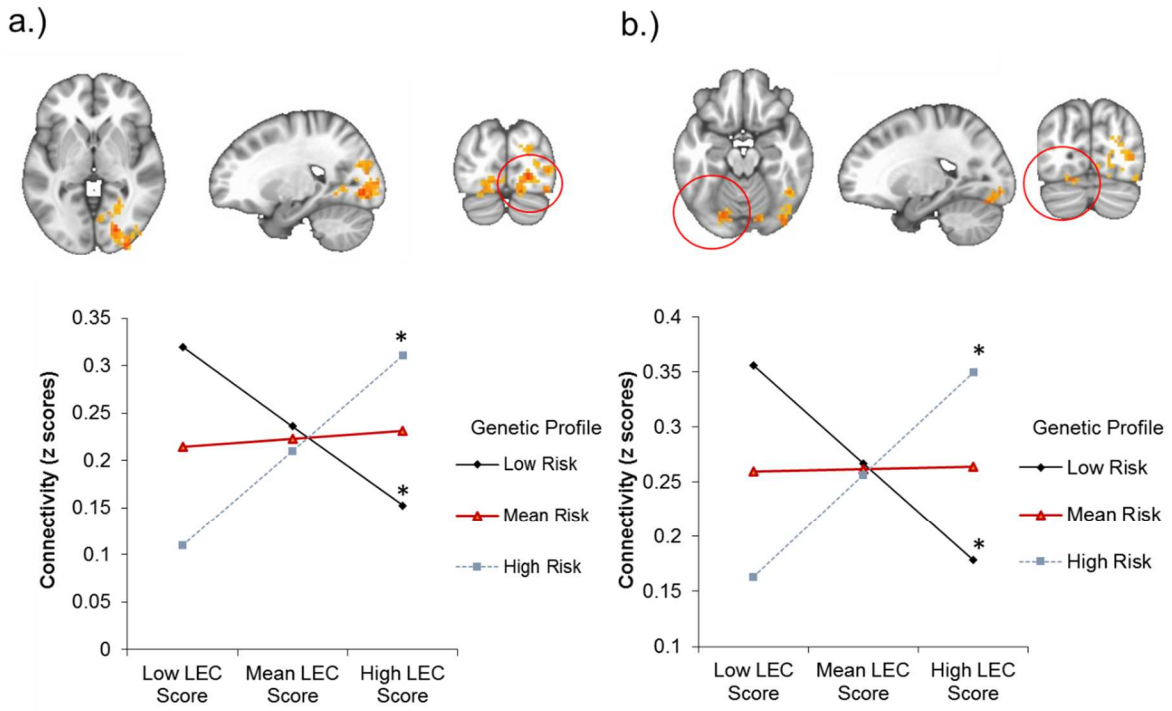 a.)
b.)
Connectivity (z scores)
0.35
0.3
0.25
0.2
0.15
0.1
0.05
0
*
*
Low LEC Score
Mean LEC Score
High LEC Score
Genetic Profile
Low Risk
Mean Risk
High Risk
Connectivity (z scores)
0.4
0.35
0.3
0.25
0.2
0.15
0.1
*
*
Low LEC Score
Mean LEC Score
High LEC Score
Genetic Profile
Low Risk
Mean Risk
High Risk